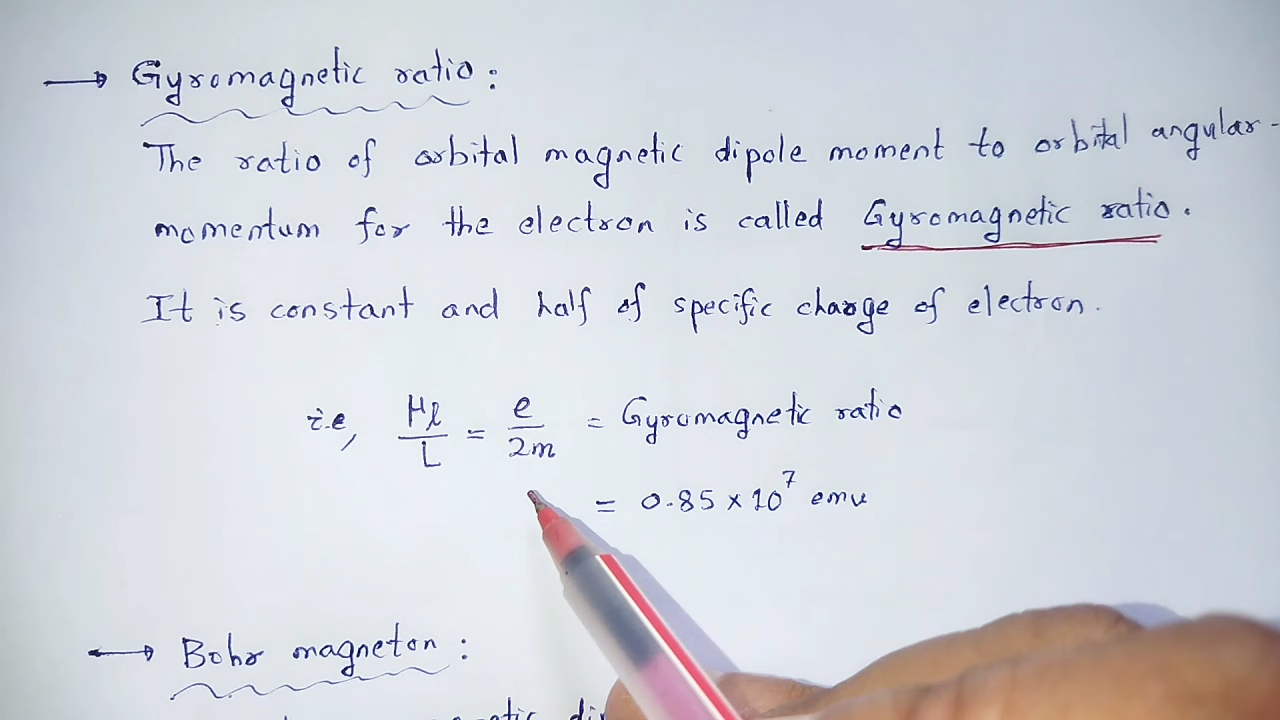 → Gyromagnetic ratio :
The ratio of orbital magnetic dipole moment to orbital angular -
momentum for the electron is called Gyromagnetic ratio.
It is constant and half of specific charge of electron.
i.e, μl/L = e/2m = Gyromagnetic ratio
= 0.85 × 10⁷ emu
→ Bohr magneton :